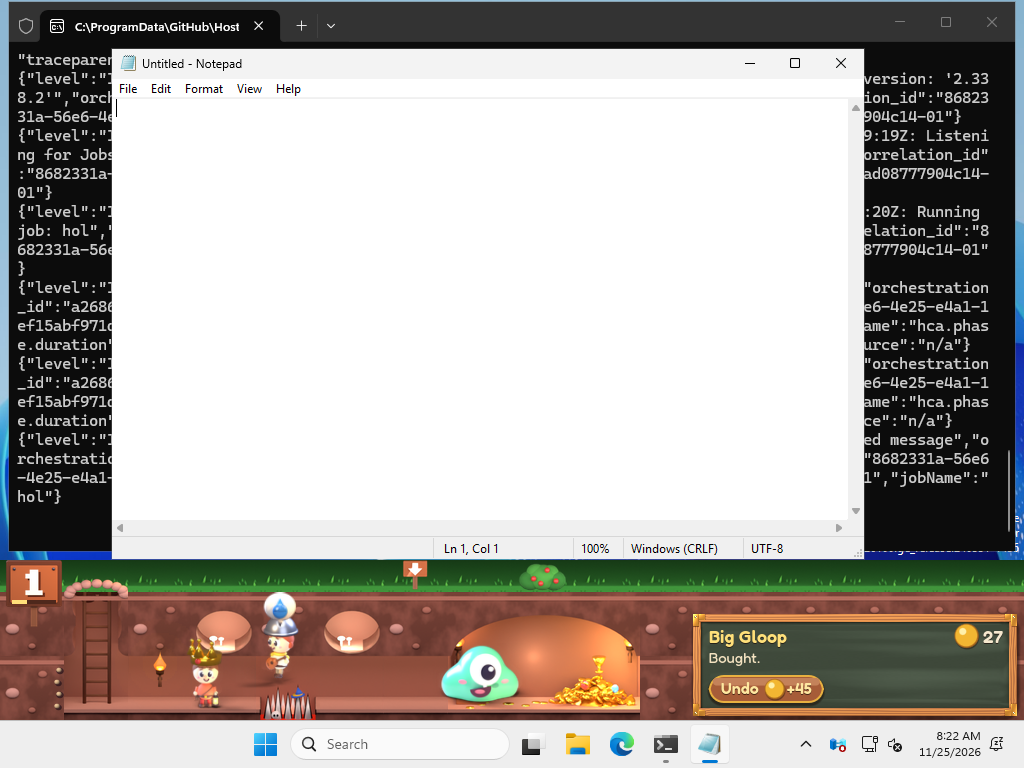 C:\ProgramData\GitHub\Host
"traceparen
{"level":"I
version: '2.33
8.2'","orch
ion_id":"86823
31a-56e6-4e
904c14-01"}
{"level":"I
9:19Z: Listeni
ng for Jobs
orrelation_id"
:"8682331a-
ad08777904c14-
01"}
{"level":"I
:20Z: Running
job: hol","
elation_id":"8
682331a-56e
8777904c14-01"
}
{"level":"I
"orchestration
_id":"a2686
e6-4e25-e4a1-1
ef15abf971c
ame":"hca.phas
e.duration"
urce":"n/a"}
{"level":"I
"orchestration
_id":"a2686
e6-4e25-e4a1-1
ef15abf971c
ame":"hca.phas
e.duration"
ce":"n/a"}
{"level":"I
ed message","o
rchestratio
"8682331a-56e6
-4e25-e4a1-
1","jobName":"
hol"}
Untitled - Notepad
File Edit Format View Help
Ln 1, Col 1 100% Windows (CRLF) UTF-8
1
Big Gloop 27
Bought.
Undo +45
Search
8:22 AM
11/25/2026